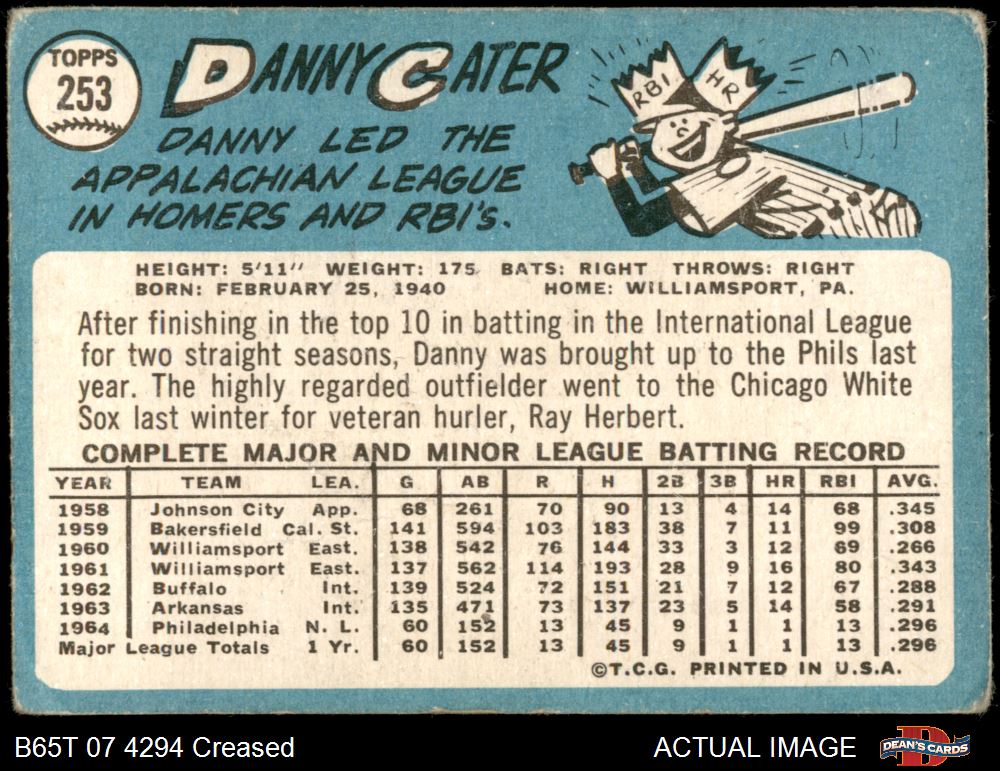 TOPPS
253
DANNY CATER
DANNY LED THE
APPALACHIAN LEAGUE
IN HOMERS AND RBI's.
RBI HR
HEIGHT: 5'11" WEIGHT: 175 BATS: RIGHT THROWS: RIGHT
BORN: FEBRUARY 25, 1940 HOME: WILLIAMSPORT, PA.
After finishing in the top 10 in batting in the International League
for two straight seasons, Danny was brought up to the Phils last
year. The highly regarded outfielder went to the Chicago White
Sox last winter for veteran hurler, Ray Herbert.
COMPLETE MAJOR AND MINOR LEAGUE BATTING RECORD
YEAR TEAM LEA. G AB R H 2B 3B HR RBI AVG.
1958 Johnson City App. 68 261 70 90 13 4 14 68 .345
1959 Bakersfield Cal. St. 141 594 103 183 38 7 11 99 .308
1960 Williamsport East. 138 542 76 144 33 3 12 69 .266
1961 Williamsport East. 137 562 114 193 28 9 16 80 .343
1962 Buffalo Int. 139 524 72 151 21 7 12 67 .288
1963 Arkansas Int. 135 471 73 137 23 5 14 58 .291
1964 Philadelphia N. L. 60 152 13 45 9 1 1 13 .296
Major League Totals 1 Yr. 60 152 13 45 9 1 1 13 .296
©T.C.G. PRINTED IN U.S.A.
B65T 07 4294 Creased ACTUAL IMAGE DEAN'S CARDS